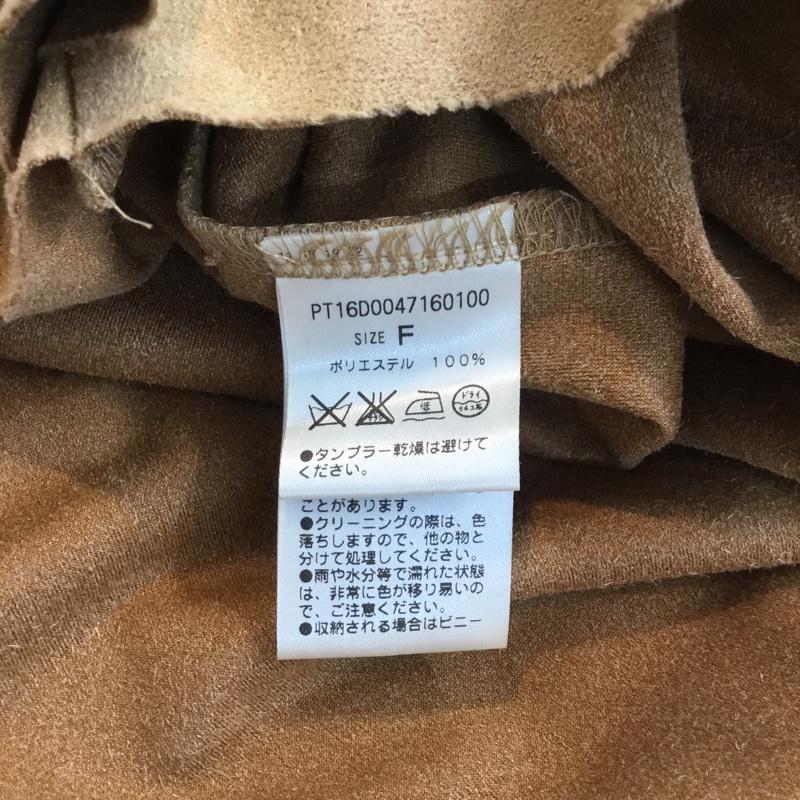 PT16D0047160100
SIZE F
ポリエステル 100%
低
ドライ
セキユ系
●タンブラー乾燥は避けて
ください。
ことがあります。
●クリーニングの際は、色
落ちしますので、他の物と
分けて処理してください。
●雨や水分等で濡れた状態
は、非常に色が移り易いの
で、ご注意ください。
●収納される場合はビニー